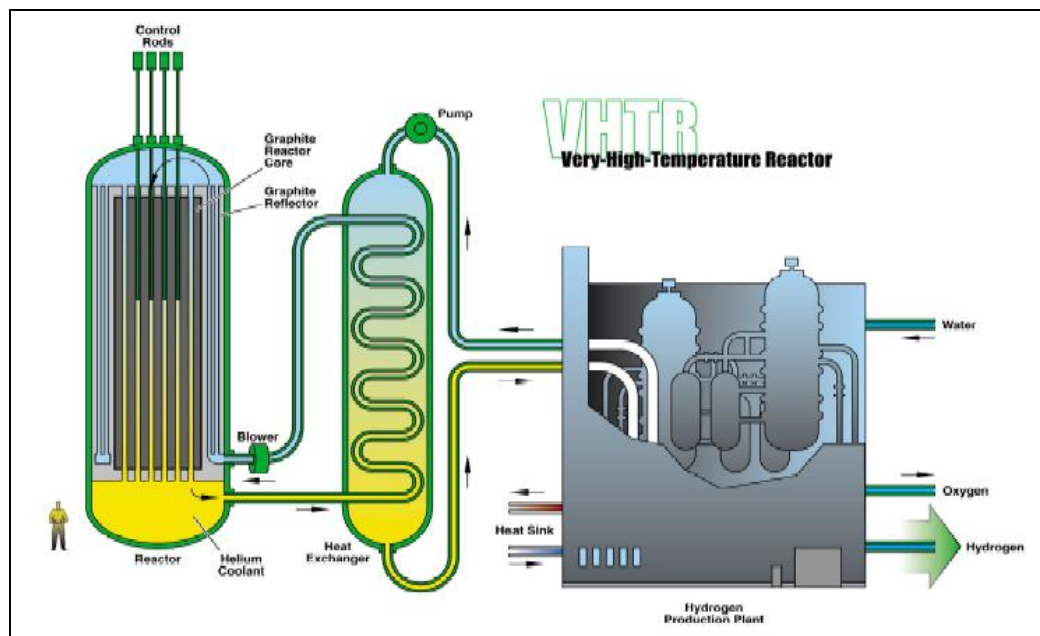 Control
Rods
Graphite
Reactor
Core
Graphite
Reflector
Pump
VHTR
Very-High-Temperature Reactor
Blower
Water
Oxygen
Hydrogen
Heat Sink
Reactor
Helium
Coolant
Heat
Exchanger
Hydrogen
Production Plant